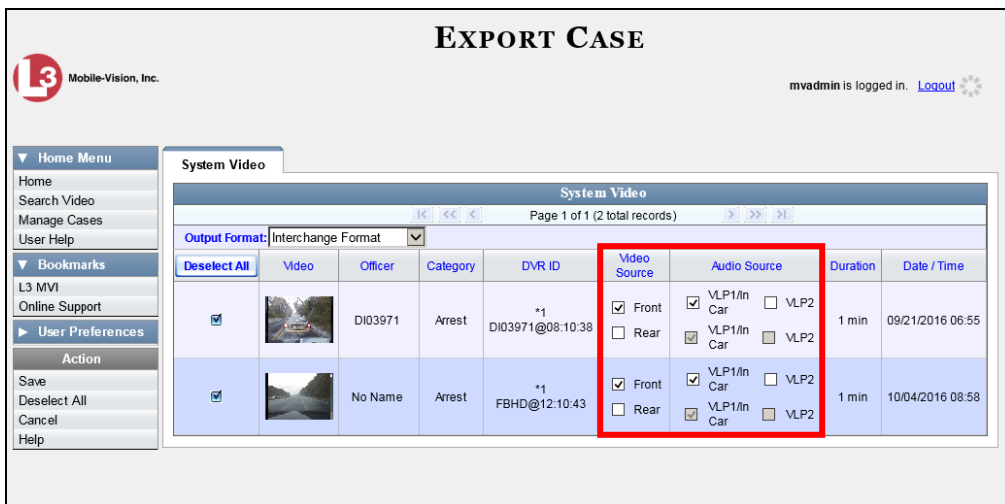 EXPORT CASE
L3
Mobile-Vision, Inc.
mvadmin is logged in. Logout
▼ Home Menu
Home
Search Video
Manage Cases
User Help
▼ Bookmarks
L3 MVI
Online Support
► User Preferences
Action
Save
Deselect All
Cancel
Help
System Video
System Video
Page 1 of 1 (2 total records)
Output Format: Interchange Format
Deselect All Video Officer Category DVR ID Video Source Audio Source Duration Date / Time
DI03971 Arrest *1 DI03971@08:10:38 1 min 09/21/2016 06:55
Front VLP1/In Car VLP2
Rear VLP1/In Car VLP2
No Name Arrest *1 FBHD@12:10:43 1 min 10/04/2016 08:58
Front VLP1/In Car VLP2
Rear VLP1/In Car VLP2